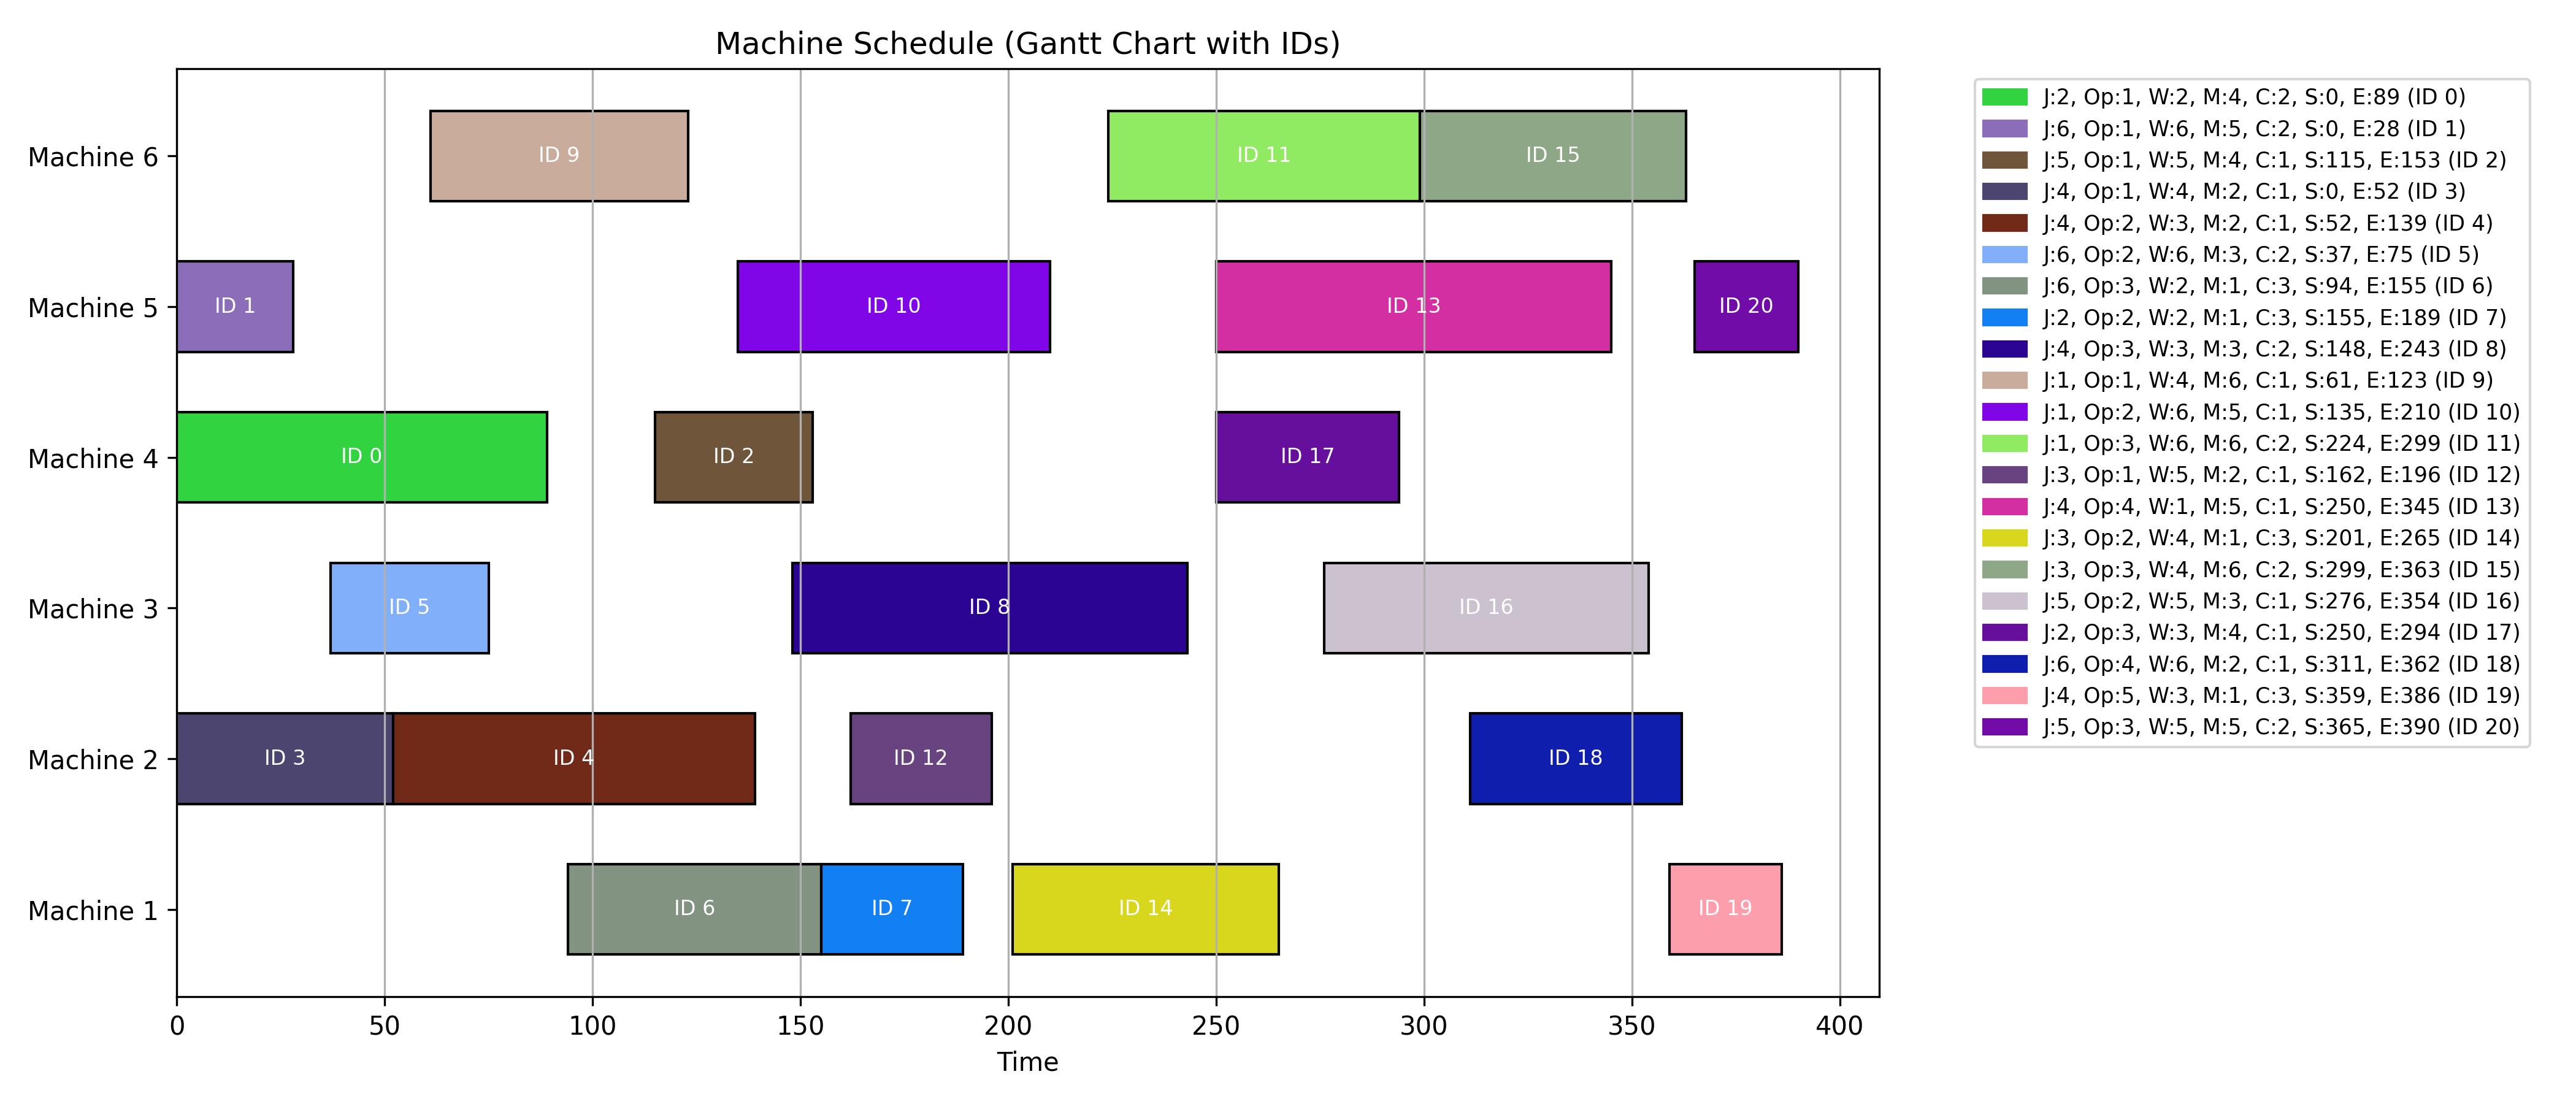 Machine Schedule (Gantt Chart with IDs)
Machine 6
ID 9
ID 11
ID 15
Machine 5
ID 1
ID 10
ID 13
ID 20
Machine 4
ID 0
ID 2
ID 17
Machine 3
ID 5
ID 8
ID 16
Machine 2
ID 3
ID 4
ID 12
ID 18
Machine 1
ID 6
ID 7
ID 14
ID 19
0 50 100 150 200 250 300 350 400
Time
J:2, Op:1, W:2, M:4, C:2, S:0, E:89 (ID 0)
J:6, Op:1, W:6, M:5, C:2, S:0, E:28 (ID 1)
J:5, Op:1, W:5, M:4, C:1, S:115, E:153 (ID 2)
J:4, Op:1, W:4, M:2, C:1, S:0, E:52 (ID 3)
J:4, Op:2, W:3, M:2, C:1, S:52, E:139 (ID 4)
J:6, Op:2, W:6, M:3, C:2, S:37, E:75 (ID 5)
J:6, Op:3, W:2, M:1, C:3, S:94, E:155 (ID 6)
J:2, Op:2, W:2, M:1, C:3, S:155, E:189 (ID 7)
J:4, Op:3, W:3, M:3, C:2, S:148, E:243 (ID 8)
J:1, Op:1, W:4, M:6, C:1, S:61, E:123 (ID 9)
J:1, Op:2, W:6, M:5, C:1, S:135, E:210 (ID 10)
J:1, Op:3, W:6, M:6, C:2, S:224, E:299 (ID 11)
J:3, Op:1, W:5, M:2, C:1, S:162, E:196 (ID 12)
J:4, Op:4, W:1, M:5, C:1, S:250, E:345 (ID 13)
J:3, Op:2, W:4, M:1, C:3, S:201, E:265 (ID 14)
J:3, Op:3, W:4, M:6, C:2, S:299, E:363 (ID 15)
J:5, Op:2, W:5, M:3, C:1, S:276, E:354 (ID 16)
J:2, Op:3, W:3, M:4, C:1, S:250, E:294 (ID 17)
J:6, Op:4, W:6, M:2, C:1, S:311, E:362 (ID 18)
J:4, Op:5, W:3, M:1, C:3, S:359, E:386 (ID 19)
J:5, Op:3, W:5, M:5, C:2, S:365, E:390 (ID 20)